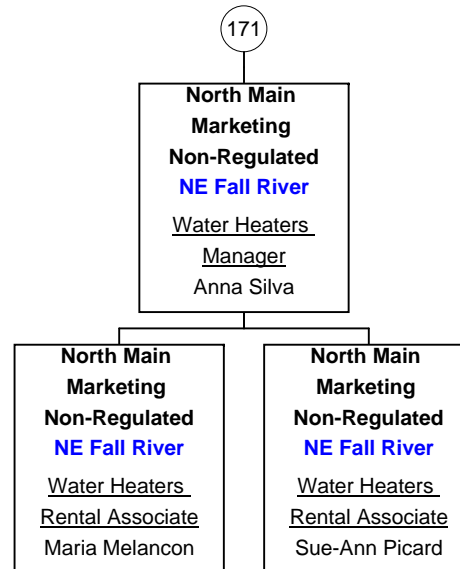 171
North Main
Marketing
Non-Regulated
NE Fall River
Water Heaters
Manager
Anna Silva
North Main
Marketing
Non-Regulated
NE Fall River
Water Heaters
Rental Associate
Maria Melancon
North Main
Marketing
Non-Regulated
NE Fall River
Water Heaters
Rental Associate
Sue-Ann Picard